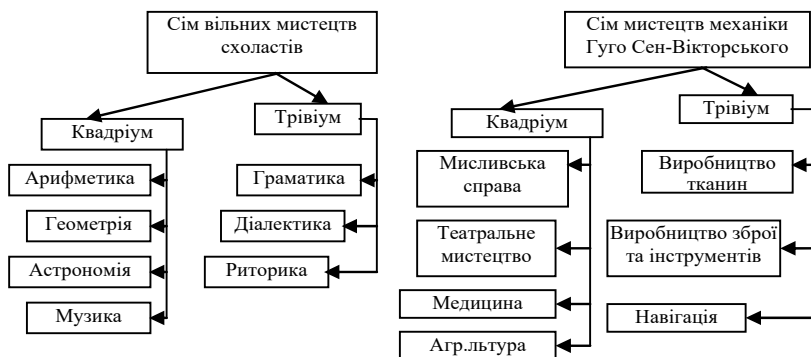 Сім вільних мистецтв
схоластів
Квадріум
Тривіум
Арифметика
Геометрія
Астрономія
Музика
Граматика
Діалектика
Риторика
Сім мистецтв механіки
Гуго Сен-Вікторського
Квадріум
Тривіум
Мисливська
справа
Театральне
мистецтво
Медицина
Агр.льтура
Виробництво
тканин
Виробництво зброї
та інструментів
Навігація